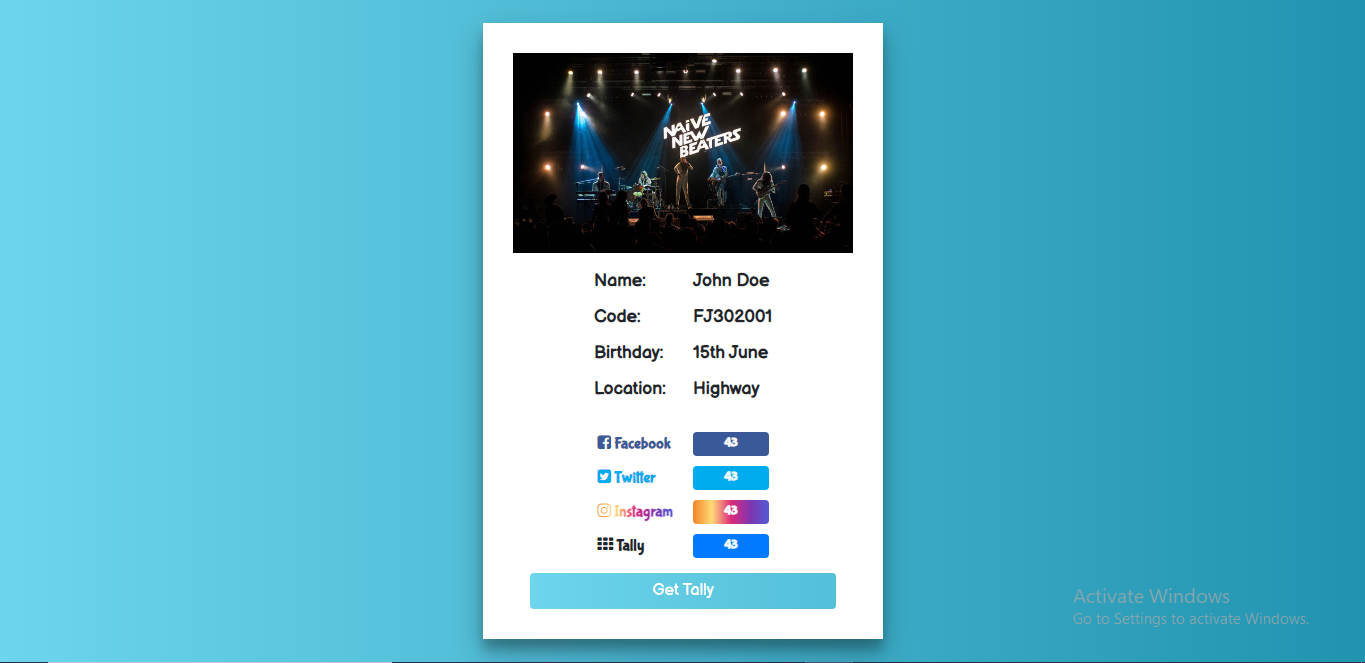 NAIVE
NEW
BEATERS
Name: John Doe
Code: FJ302001
Birthday: 15th June
Location: Highway
Facebook 43
Twitter 43
Instagram 43
Tally 43
Get Tally
Activate Windows
Go to Settings to activate Windows.